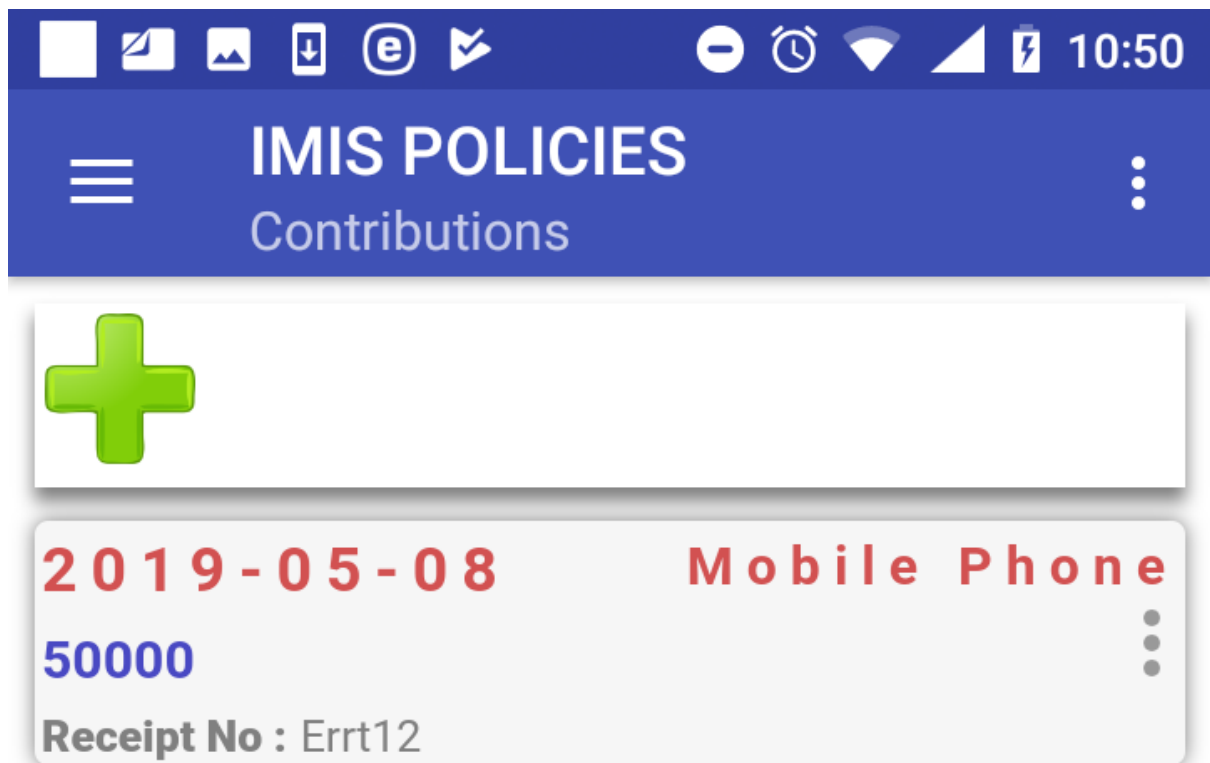 10:50
IMIS POLICIES
Contributions
2019-05-08 Mobile Phone
50000
Receipt No : Errt12